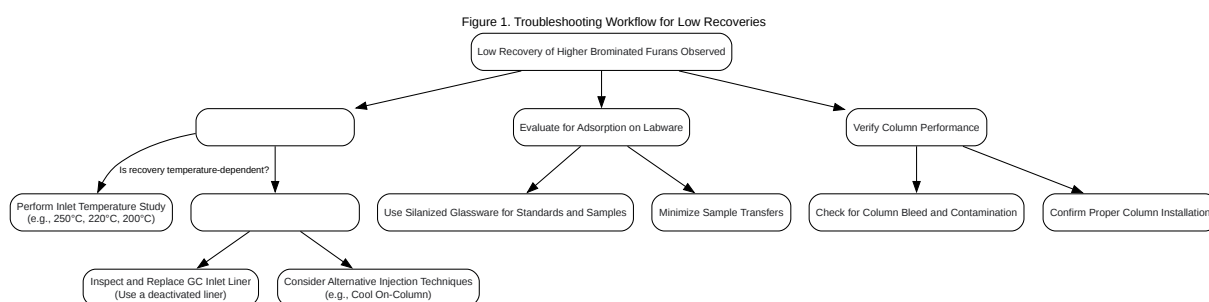 Figure 1. Troubleshooting Workflow for Low Recoveries
Low Recovery of Higher Brominated Furans Observed
Evaluate for Adsorption on Labware
Verify Column Performance
Is recovery temperature-dependent?
Perform Inlet Temperature Study
(e.g., 250°C, 220°C, 200°C)
Use Silanized Glassware for Standards and Samples
Minimize Sample Transfers
Check for Column Bleed and Contamination
Confirm Proper Column Installation
Inspect and Replace GC Inlet Liner
(Use a deactivated liner)
Consider Alternative Injection Techniques
(e.g., Cool On-Column)